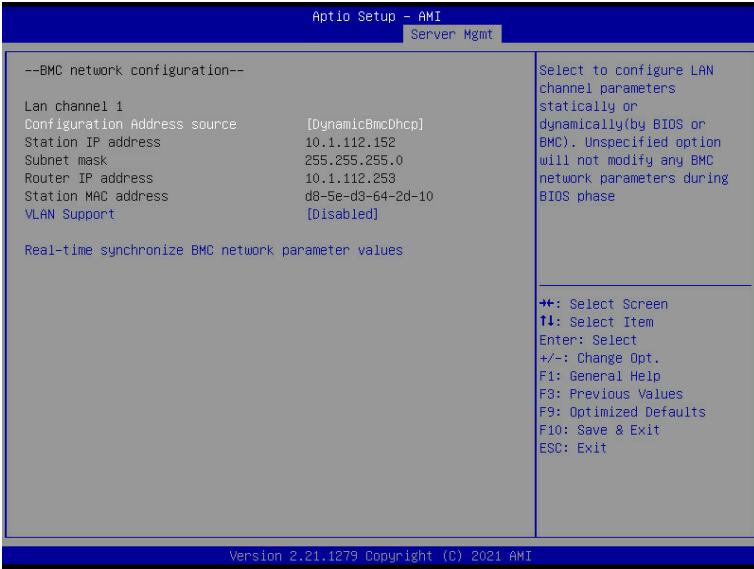 Aptio Setup - AMI
Server Mgmt
--BMC network configuration--
Lan channel 1
Configuration Address source [DynamicBmcDhcp]
Station IP address 10.1.112.152
Subnet mask 255.255.255.0
Router IP address 10.1.112.253
Station MAC address d8-5e-d3-64-2d-10
VLAN Support [Disabled]
Real-time synchronize BMC network parameter values
Select to configure LAN
channel parameters
statically or
dynamically(by BIOS or
BMC). Unspecified option
will not modify any BMC
network parameters during
BIOS phase
→←: Select Screen
↑↓: Select Item
Enter: Select
+/-: Change Opt.
F1: General Help
F3: Previous Values
F9: Optimized Defaults
F10: Save & Exit
ESC: Exit
Version 2.21.1279 Copyright (C) 2021 AMI